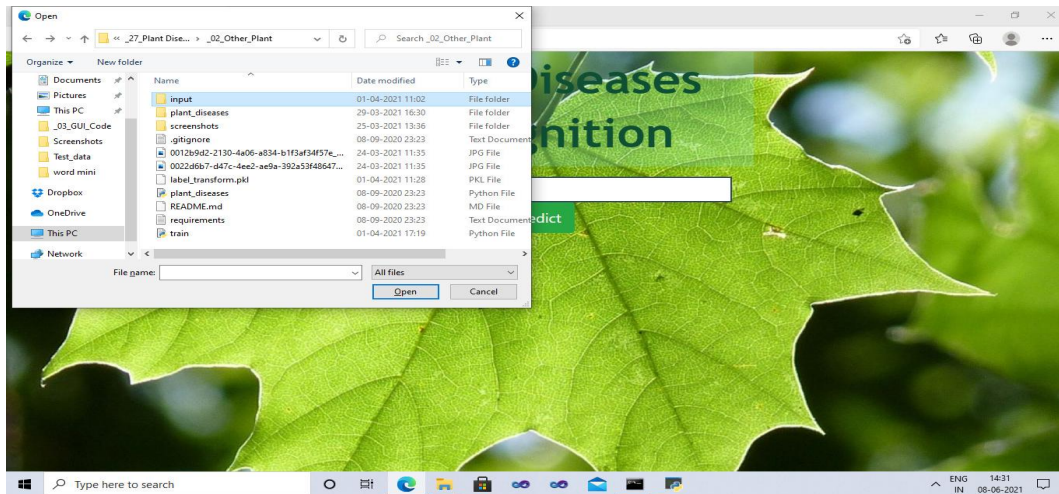 Open
« _27_Plant Dise... › _02_Other_Plant
Search _02_Other_Plant
Organize
New folder
Documents
Pictures
This PC
_03_GUI_Code
Screenshots
Test_data
word mini
Dropbox
OneDrive
This PC
Network
Name Date modified Type
input 01-04-2021 11:02 File folder
plant_diseases 29-03-2021 16:30 File folder
screenshots 25-03-2021 13:36 File folder
.gitignore 08-09-2020 23:23 Text Document
0012b9d2-2130-4a06-a834-b1f3af34f57e_... 24-03-2021 11:35 JPG File
0022d6b7-d47c-4ee2-ae9a-392a53f48647... 24-03-2021 11:35 JPG File
label_transform.pkl 01-04-2021 11:28 PKL File
plant_diseases 08-09-2020 23:23 Python File
README.md 08-09-2020 23:23 MD File
requirements 08-09-2020 23:23 Text Document
train 01-04-2021 17:19 Python File
File name:
All files
Open
Cancel
iseases
nition
edict
Type here to search
ENG
IN
14:31
08-06-2021